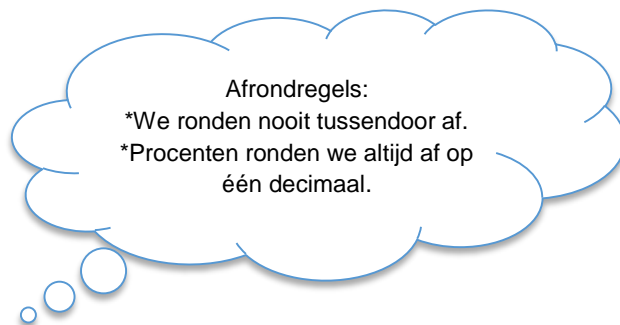 Afrondregels:
*We ronden nooit tussendoor af.
*Procenten ronden we altijd af op
één decimaal.